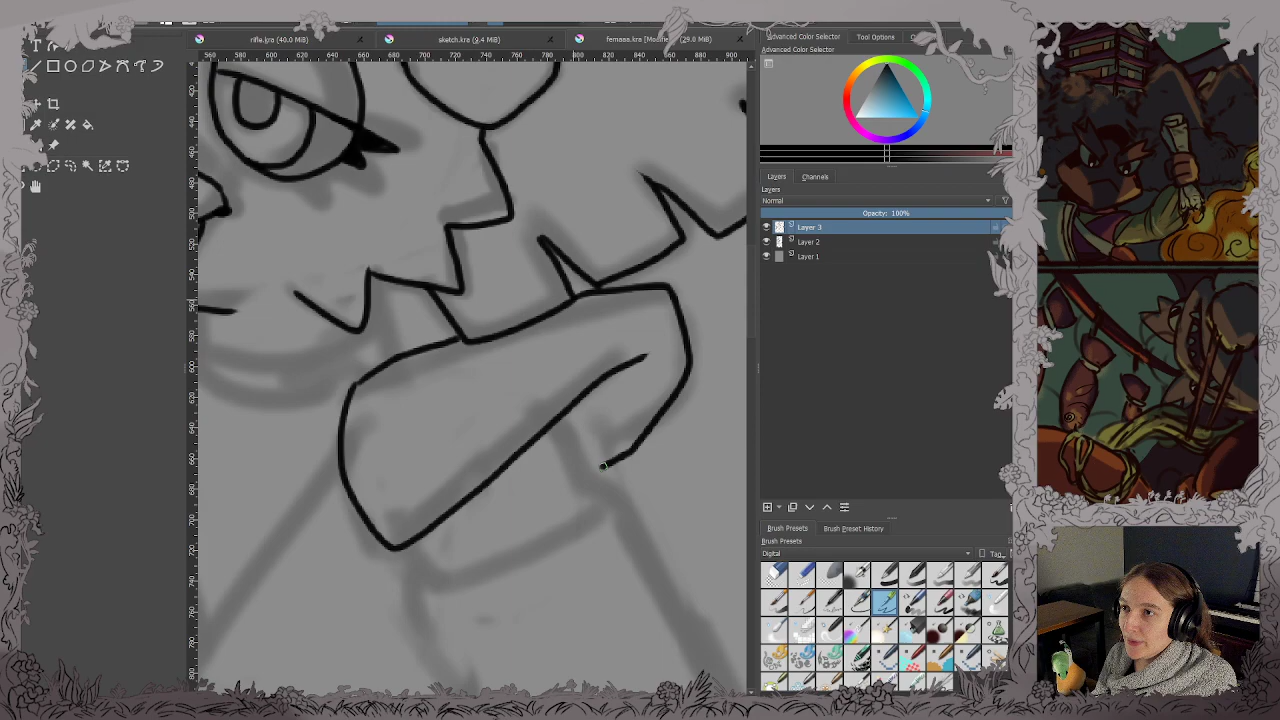 rifle.kra (40.0 MiB)
sketch.kra (9.4 MiB)
femaaa.kra [Modifie (29.0 MiB)
Advanced Color Selector
Tool Options
560 580 600 620 640 660 680 700 720 740 760 780 800 820 840 860 880 900
Advanced Color Selector
Layers
Channels
Layers
Normal
Opacity: 100%
Layer 3
Layer 2
Layer 1
Brush Presets
Brush Preset History
Brush Presets
Digital
Tag